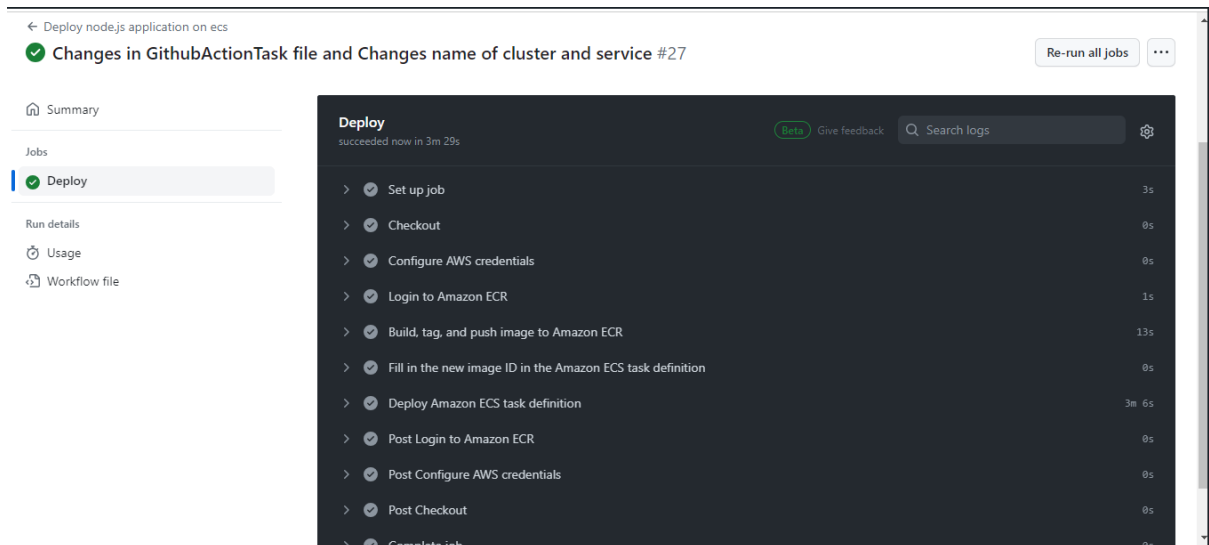 ← Deploy node.js application on ecs
Changes in GithubActionTask file and Changes name of cluster and service #27
Re-run all jobs
Summary
Jobs
Deploy
Run details
Usage
Workflow file
Deploy
succeeded now in 3m 29s
Beta Give feedback
Search logs
Set up job 3s
Checkout 0s
Configure AWS credentials 0s
Login to Amazon ECR 1s
Build, tag, and push image to Amazon ECR 13s
Fill in the new image ID in the Amazon ECS task definition 0s
Deploy Amazon ECS task definition 3m 6s
Post Login to Amazon ECR 0s
Post Configure AWS credentials 0s
Post Checkout 0s
Complete job 0s